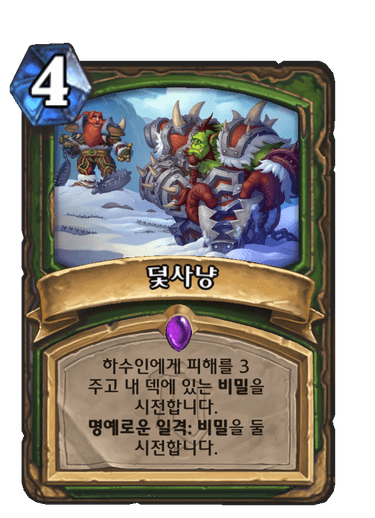 4
덫사냥
하수인에게 피해를 3
주고 내 덱에 있는 비밀을
시전합니다.
명예로운 일격: 비밀을 둘
시전합니다.